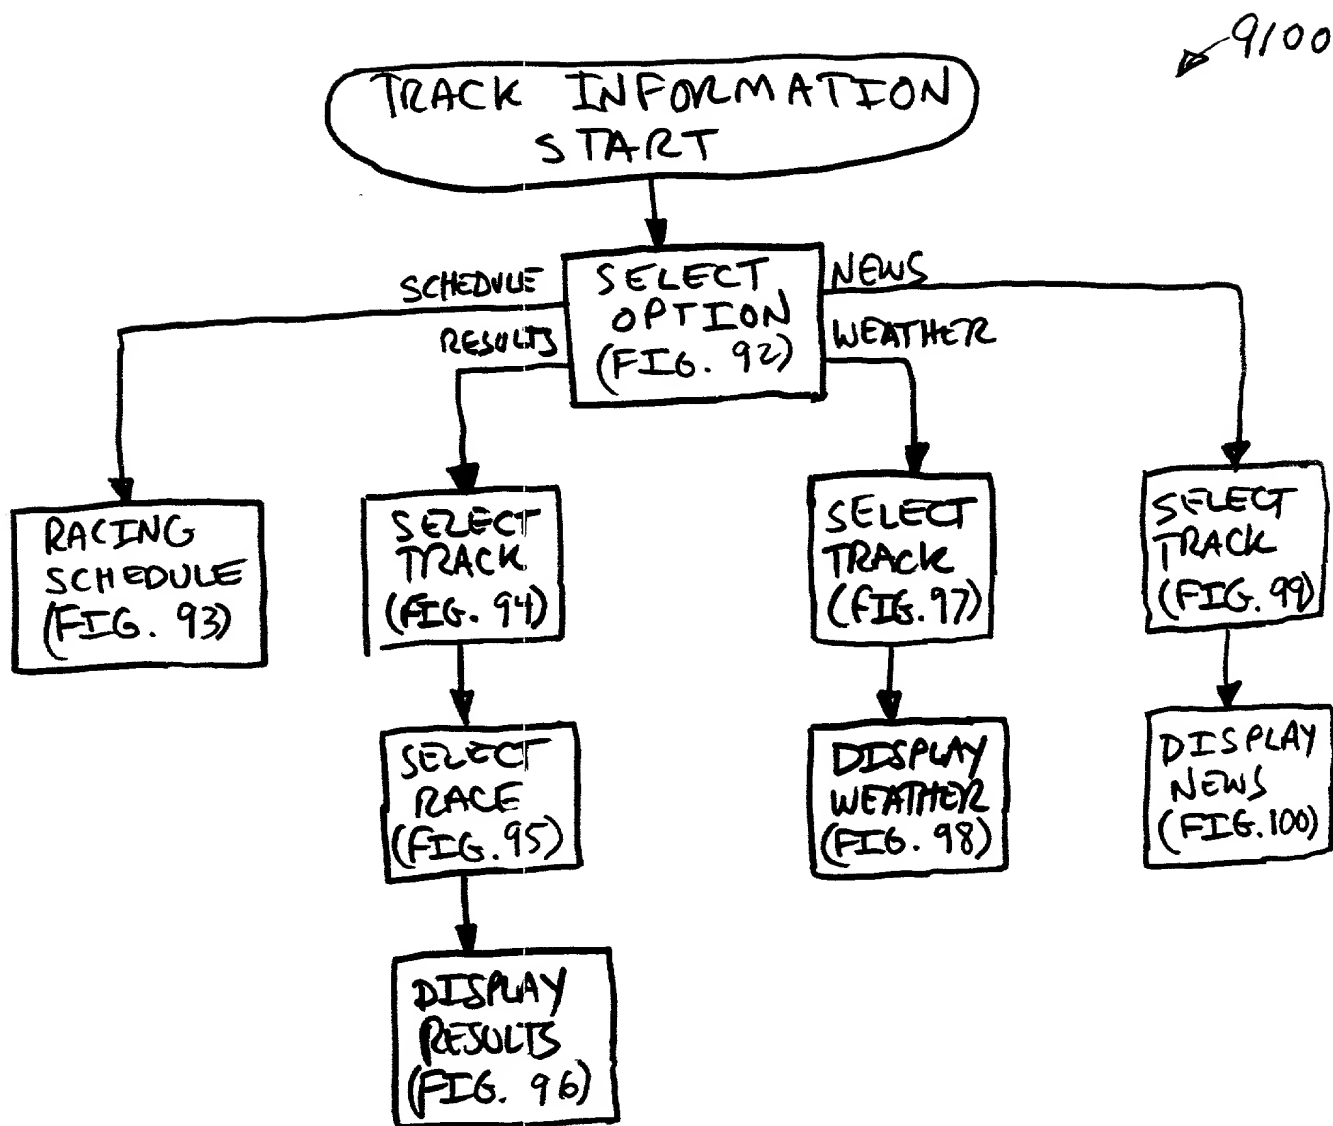 9100
TRACK INFORMATION
START
SELECT
OPTION
(FIG. 92)
SCHEDULE
RESULTS
NEWS
WEATHER
RACING
SCHEDULE
(FIG. 93)
SELECT
TRACK
(FIG. 94)
SELECT
RACE
(FIG. 95)
DISPLAY
RESULTS
(FIG. 96)
SELECT
TRACK
(FIG. 97)
DISPLAY
WEATHER
(FIG. 98)
SELECT
TRACK
(FIG. 99)
DISPLAY
NEWS
(FIG. 100)